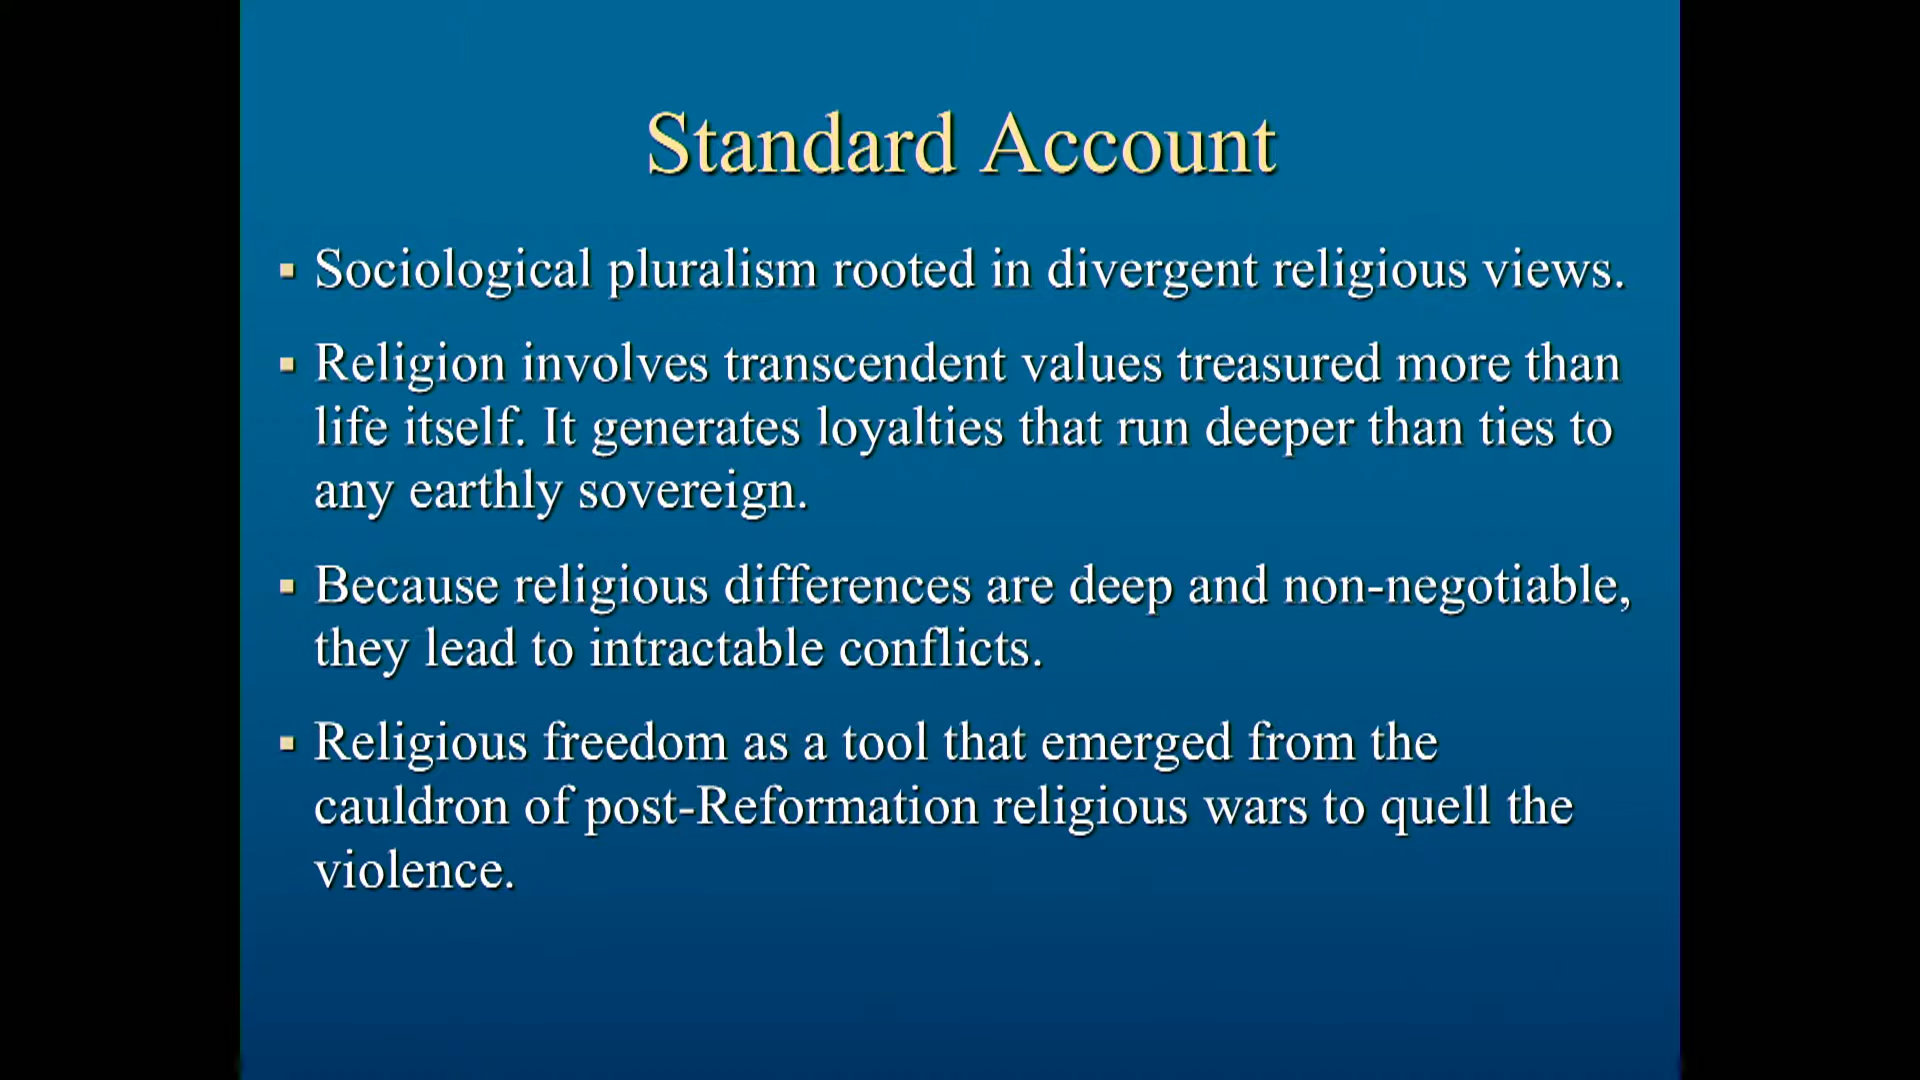 Standard Account
▪ Sociological pluralism rooted in divergent religious views.
▪ Religion involves transcendent values treasured more than
life itself. It generates loyalties that run deeper than ties to
any earthly sovereign.
▪ Because religious differences are deep and non-negotiable,
they lead to intractable conflicts.
▪ Religious freedom as a tool that emerged from the
cauldron of post-Reformation religious wars to quell the
violence.